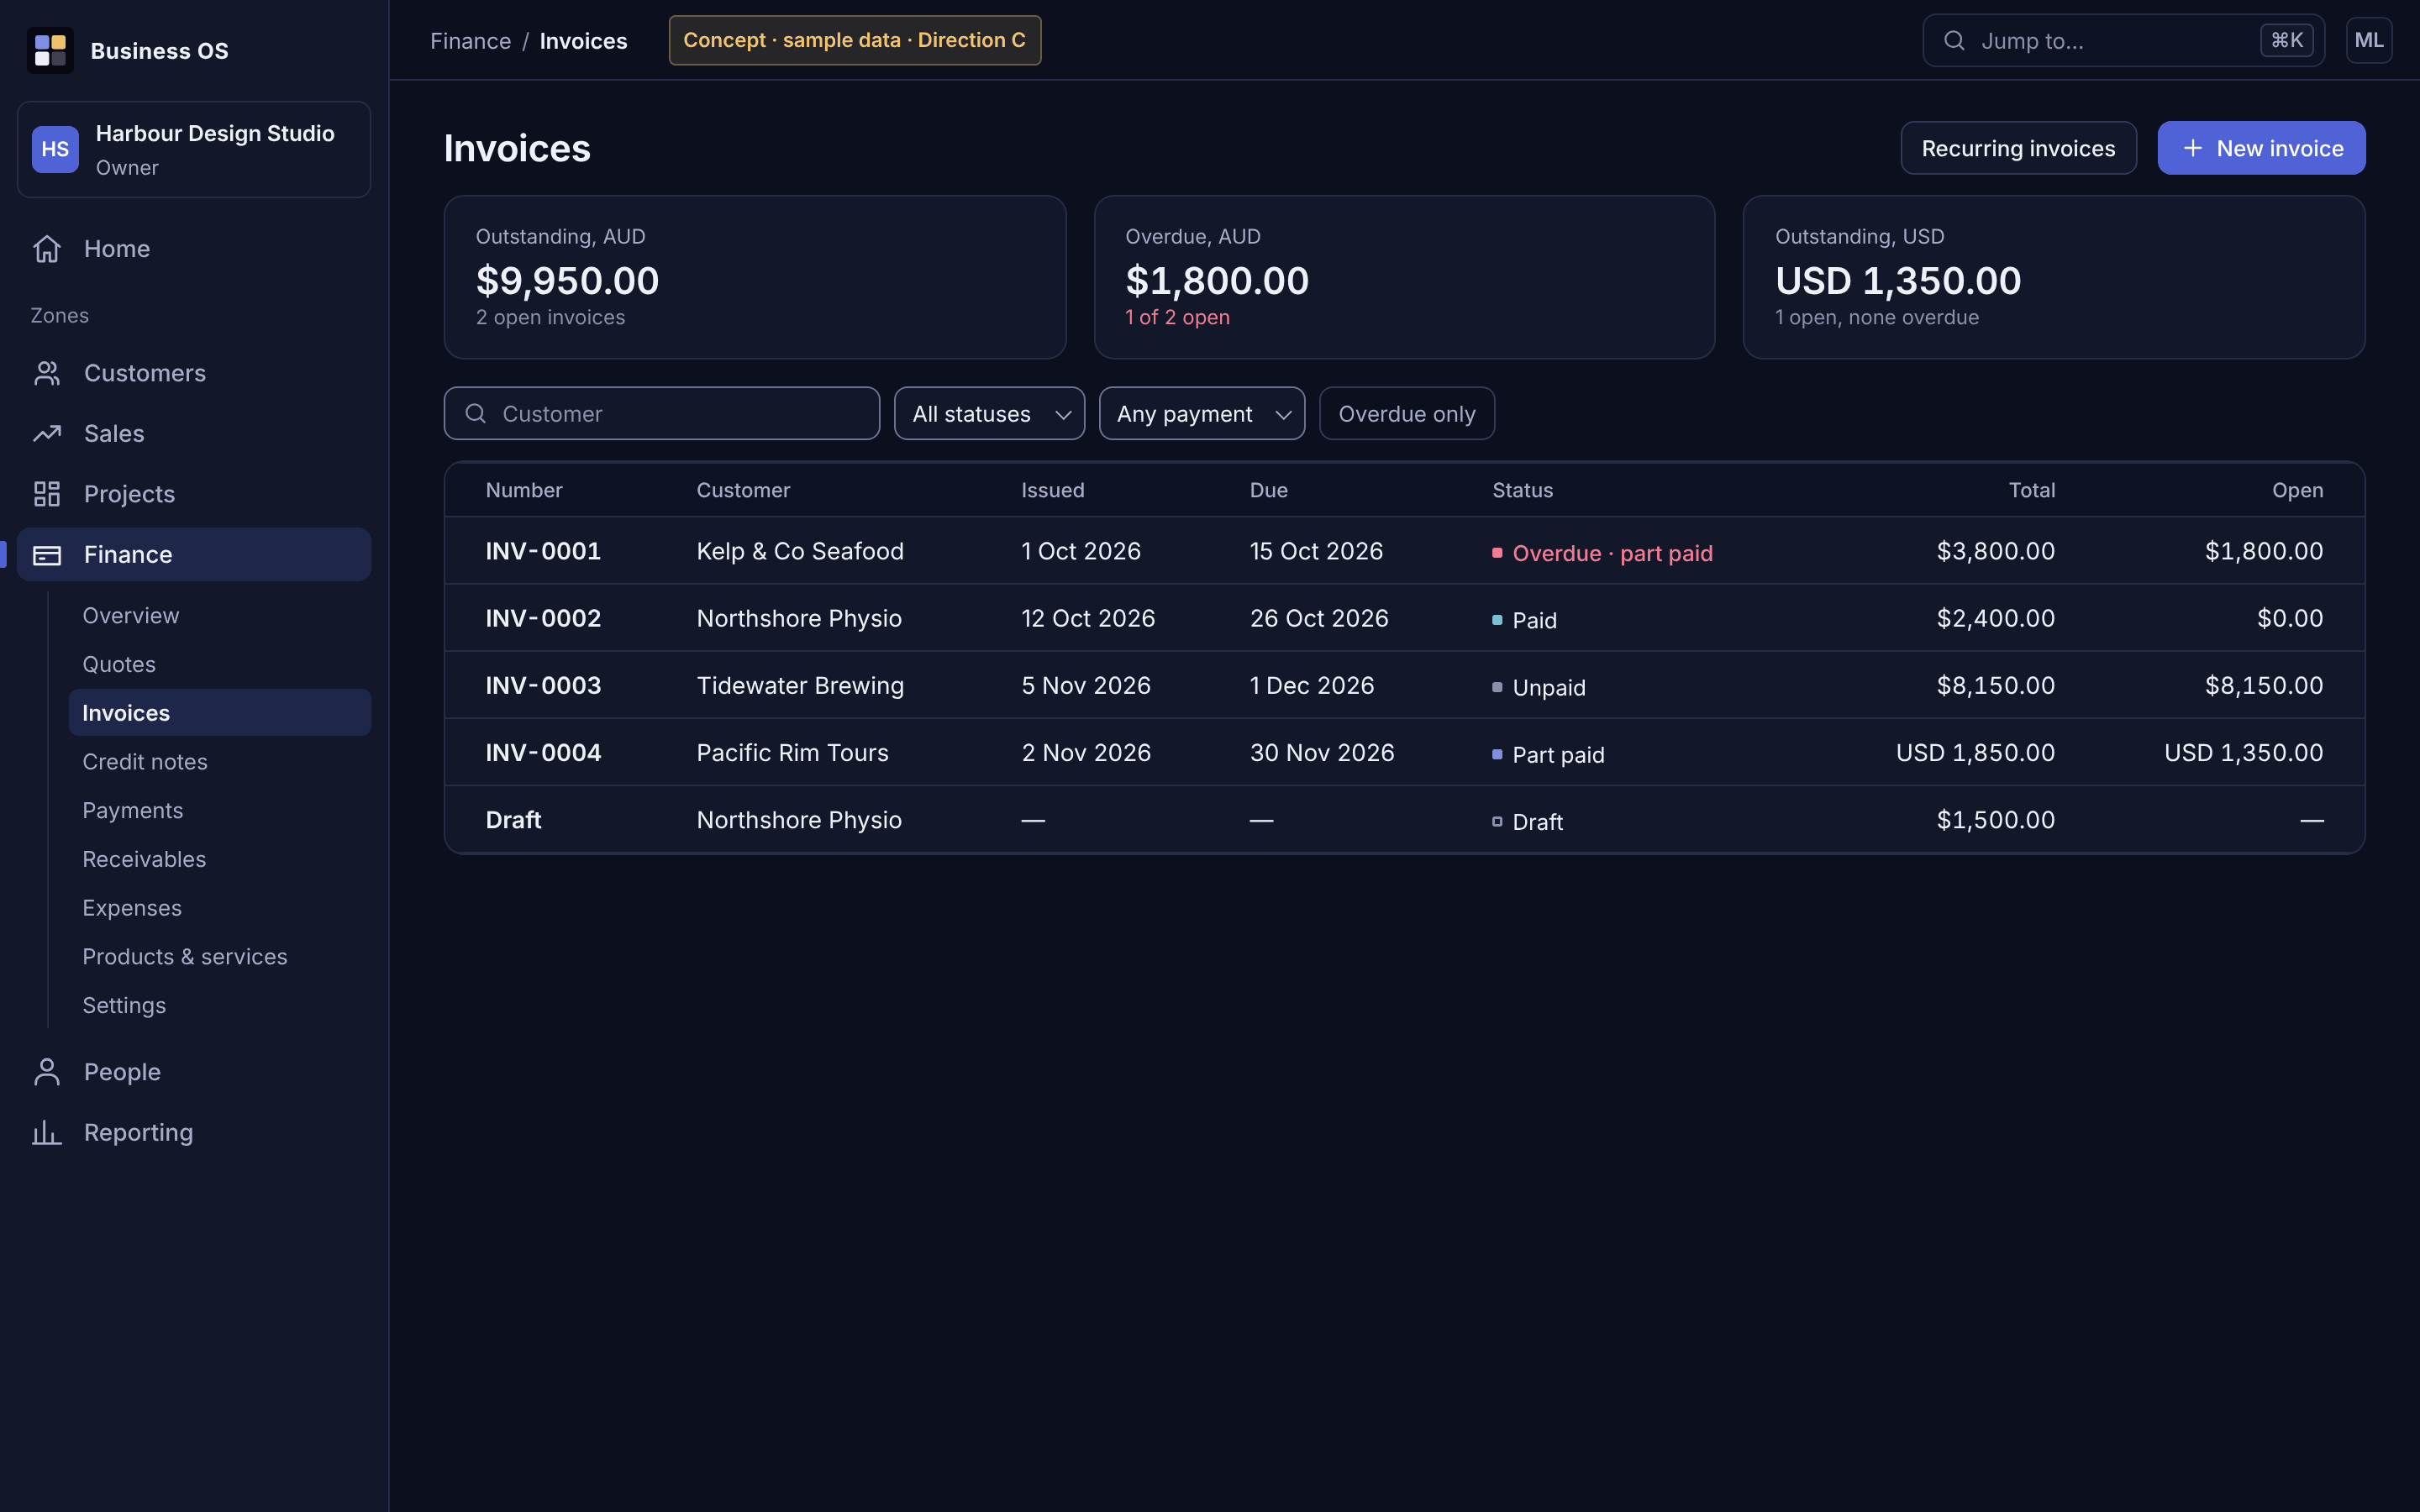 Business OS
HS
Harbour Design Studio
Owner
Home
Zones
Customers
Sales
Projects
Finance
Overview
Quotes
Invoices
Credit notes
Payments
Receivables
Expenses
Products & services
Settings
People
Reporting
Finance / Invoices
Concept · sample data · Direction C
Jump to...
⌘K
ML
Invoices
Recurring invoices
+ New invoice
Outstanding, AUD
$9,950.00
2 open invoices
Overdue, AUD
$1,800.00
1 of 2 open
Outstanding, USD
USD 1,350.00
1 open, none overdue
Customer
All statuses
Any payment
Overdue only
Number Customer Issued Due Status Total Open
INV-0001 Kelp & Co Seafood 1 Oct 2026 15 Oct 2026 Overdue · part paid $3,800.00 $1,800.00
INV-0002 Northshore Physio 12 Oct 2026 26 Oct 2026 Paid $2,400.00 $0.00
INV-0003 Tidewater Brewing 5 Nov 2026 1 Dec 2026 Unpaid $8,150.00 $8,150.00
INV-0004 Pacific Rim Tours 2 Nov 2026 30 Nov 2026 Part paid USD 1,850.00 USD 1,350.00
Draft Northshore Physio — — Draft $1,500.00 —